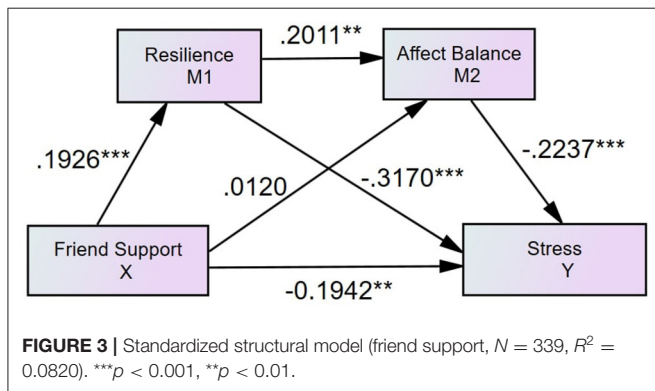 .2011**
Resilience
M1
Affect Balance
M2
.1926***
.0120
-.3170***
-.2237***
Friend Support
X
Stress
Y
-0.1942**
FIGURE 3 | Standardized structural model (friend support, N = 339, R² =
0.0820). ***p < 0.001, **p < 0.01.